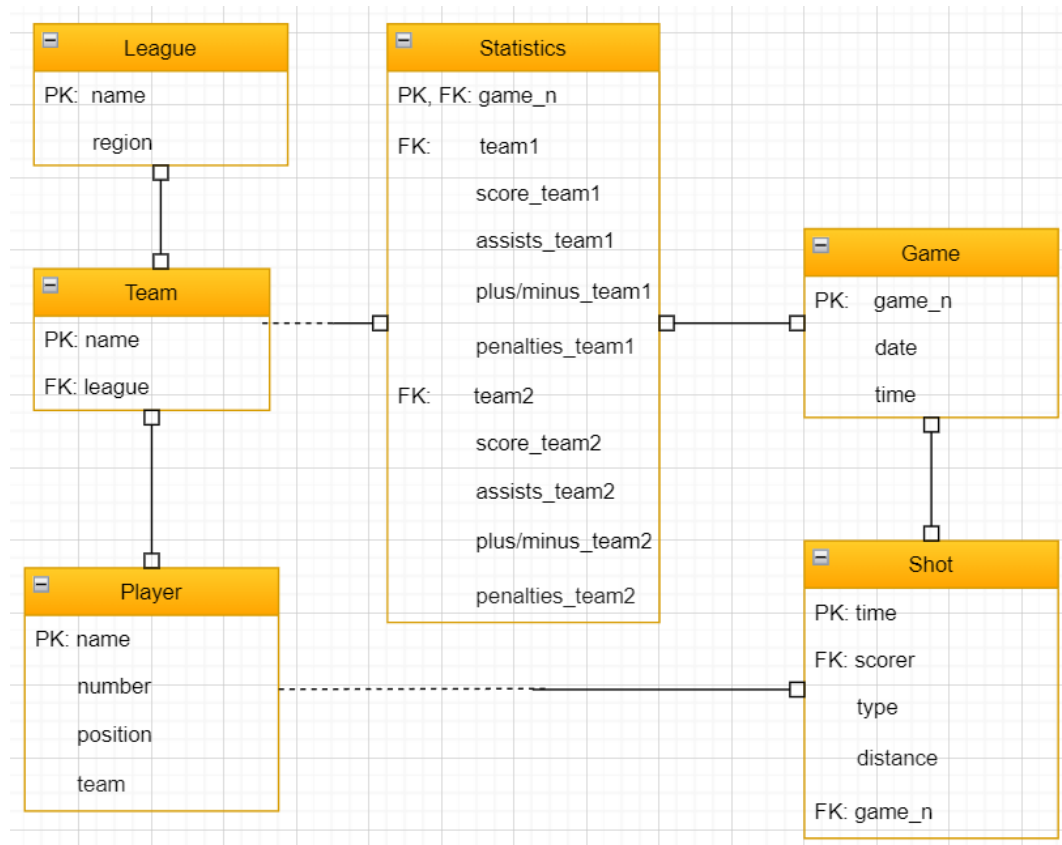 League
PK: name
region
Team
PK: name
FK: league
Player
PK: name
number
position
team
Statistics
PK, FK: game_n
FK: team1
score_team1
assists_team1
plus/minus_team1
penalties_team1
FK: team2
score_team2
assists_team2
plus/minus_team2
penalties_team2
Game
PK: game_n
date
time
Shot
PK: time
FK: scorer
type
distance
FK: game_n